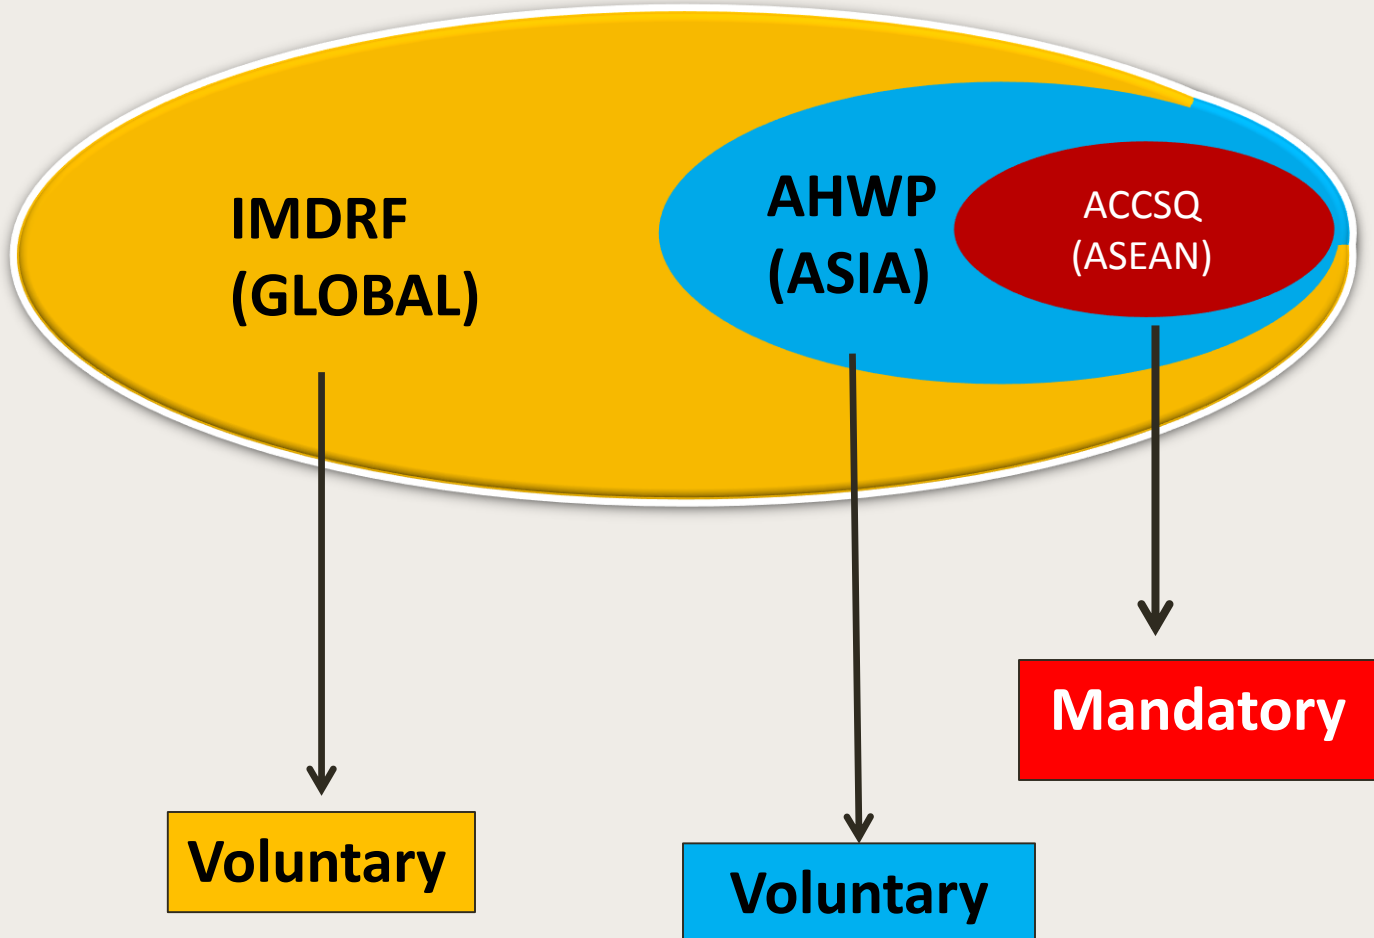 IMDRF
(GLOBAL)
AHWP
(ASIA)
ACCSQ
(ASEAN)
Mandatory
Voluntary
Voluntary